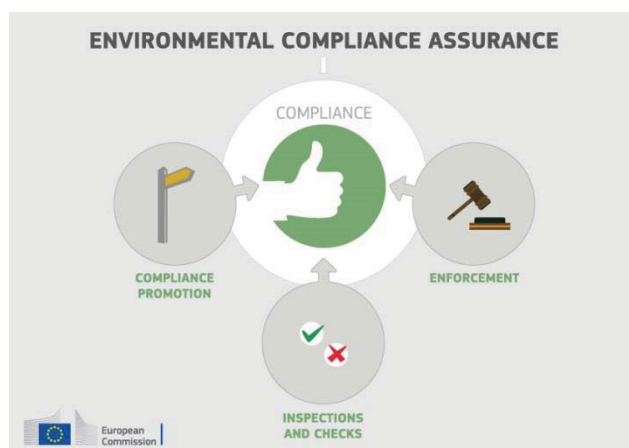 ENVIRONMENTAL COMPLIANCE ASSURANCE
COMPLIANCE
COMPLIANCE
PROMOTION
ENFORCEMENT
INSPECTIONS
AND CHECKS
European
Commission